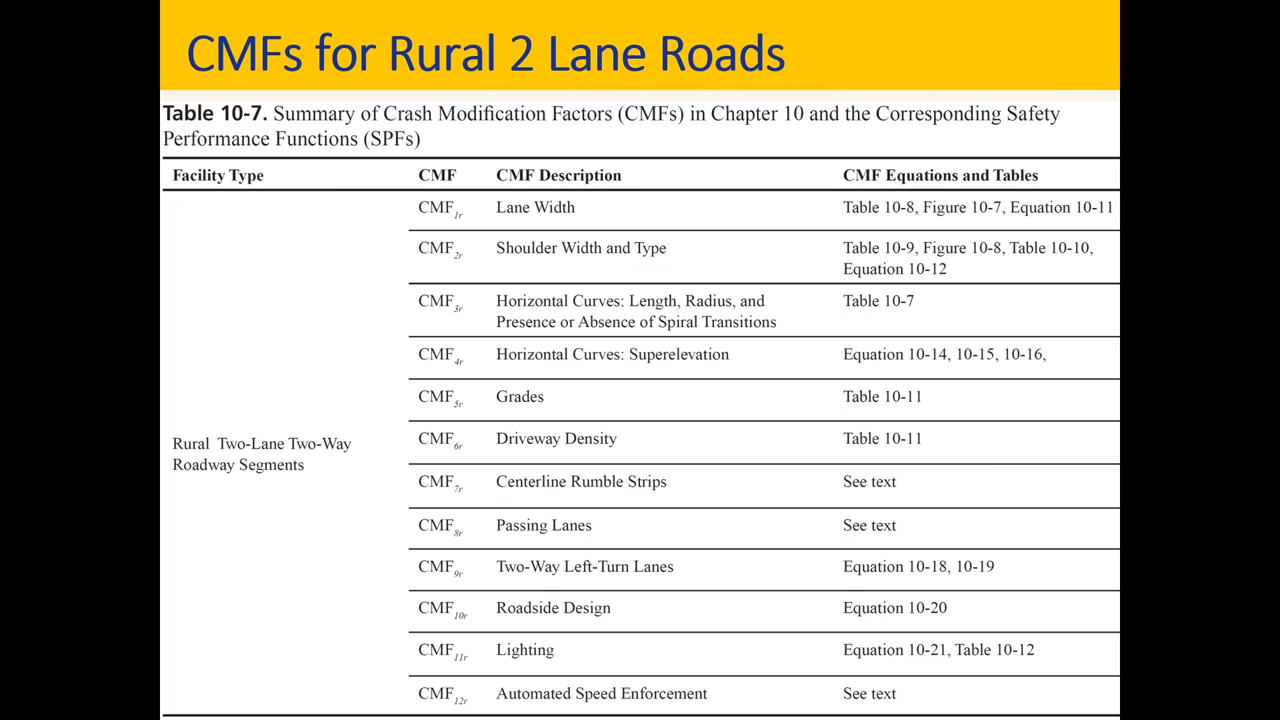 CMFs for Rural 2 Lane Roads
Table 10-7. Summary of Crash Modification Factors (CMFs) in Chapter 10 and the Corresponding Safety
Performance Functions (SPFs)
Facility Type CMF CMF Description CMF Equations and Tables
CMF1r Lane Width Table 10-8, Figure 10-7, Equation 10-11
CMF2r Shoulder Width and Type Table 10-9, Figure 10-8, Table 10-10,
Equation 10-12
CMF3r Horizontal Curves: Length, Radius, and Table 10-7
Presence or Absence of Spiral Transitions
CMF4r Horizontal Curves: Superelevation Equation 10-14, 10-15, 10-16,
CMF5r Grades Table 10-11
Rural Two-Lane Two-Way
Roadway Segments
CMF6r Driveway Density Table 10-11
CMF7r Centerline Rumble Strips See text
CMF8r Passing Lanes See text
CMF9r Two-Way Left-Turn Lanes Equation 10-18, 10-19
CMF10r Roadside Design Equation 10-20
CMF11r Lighting Equation 10-21, Table 10-12
CMF12r Automated Speed Enforcement See text